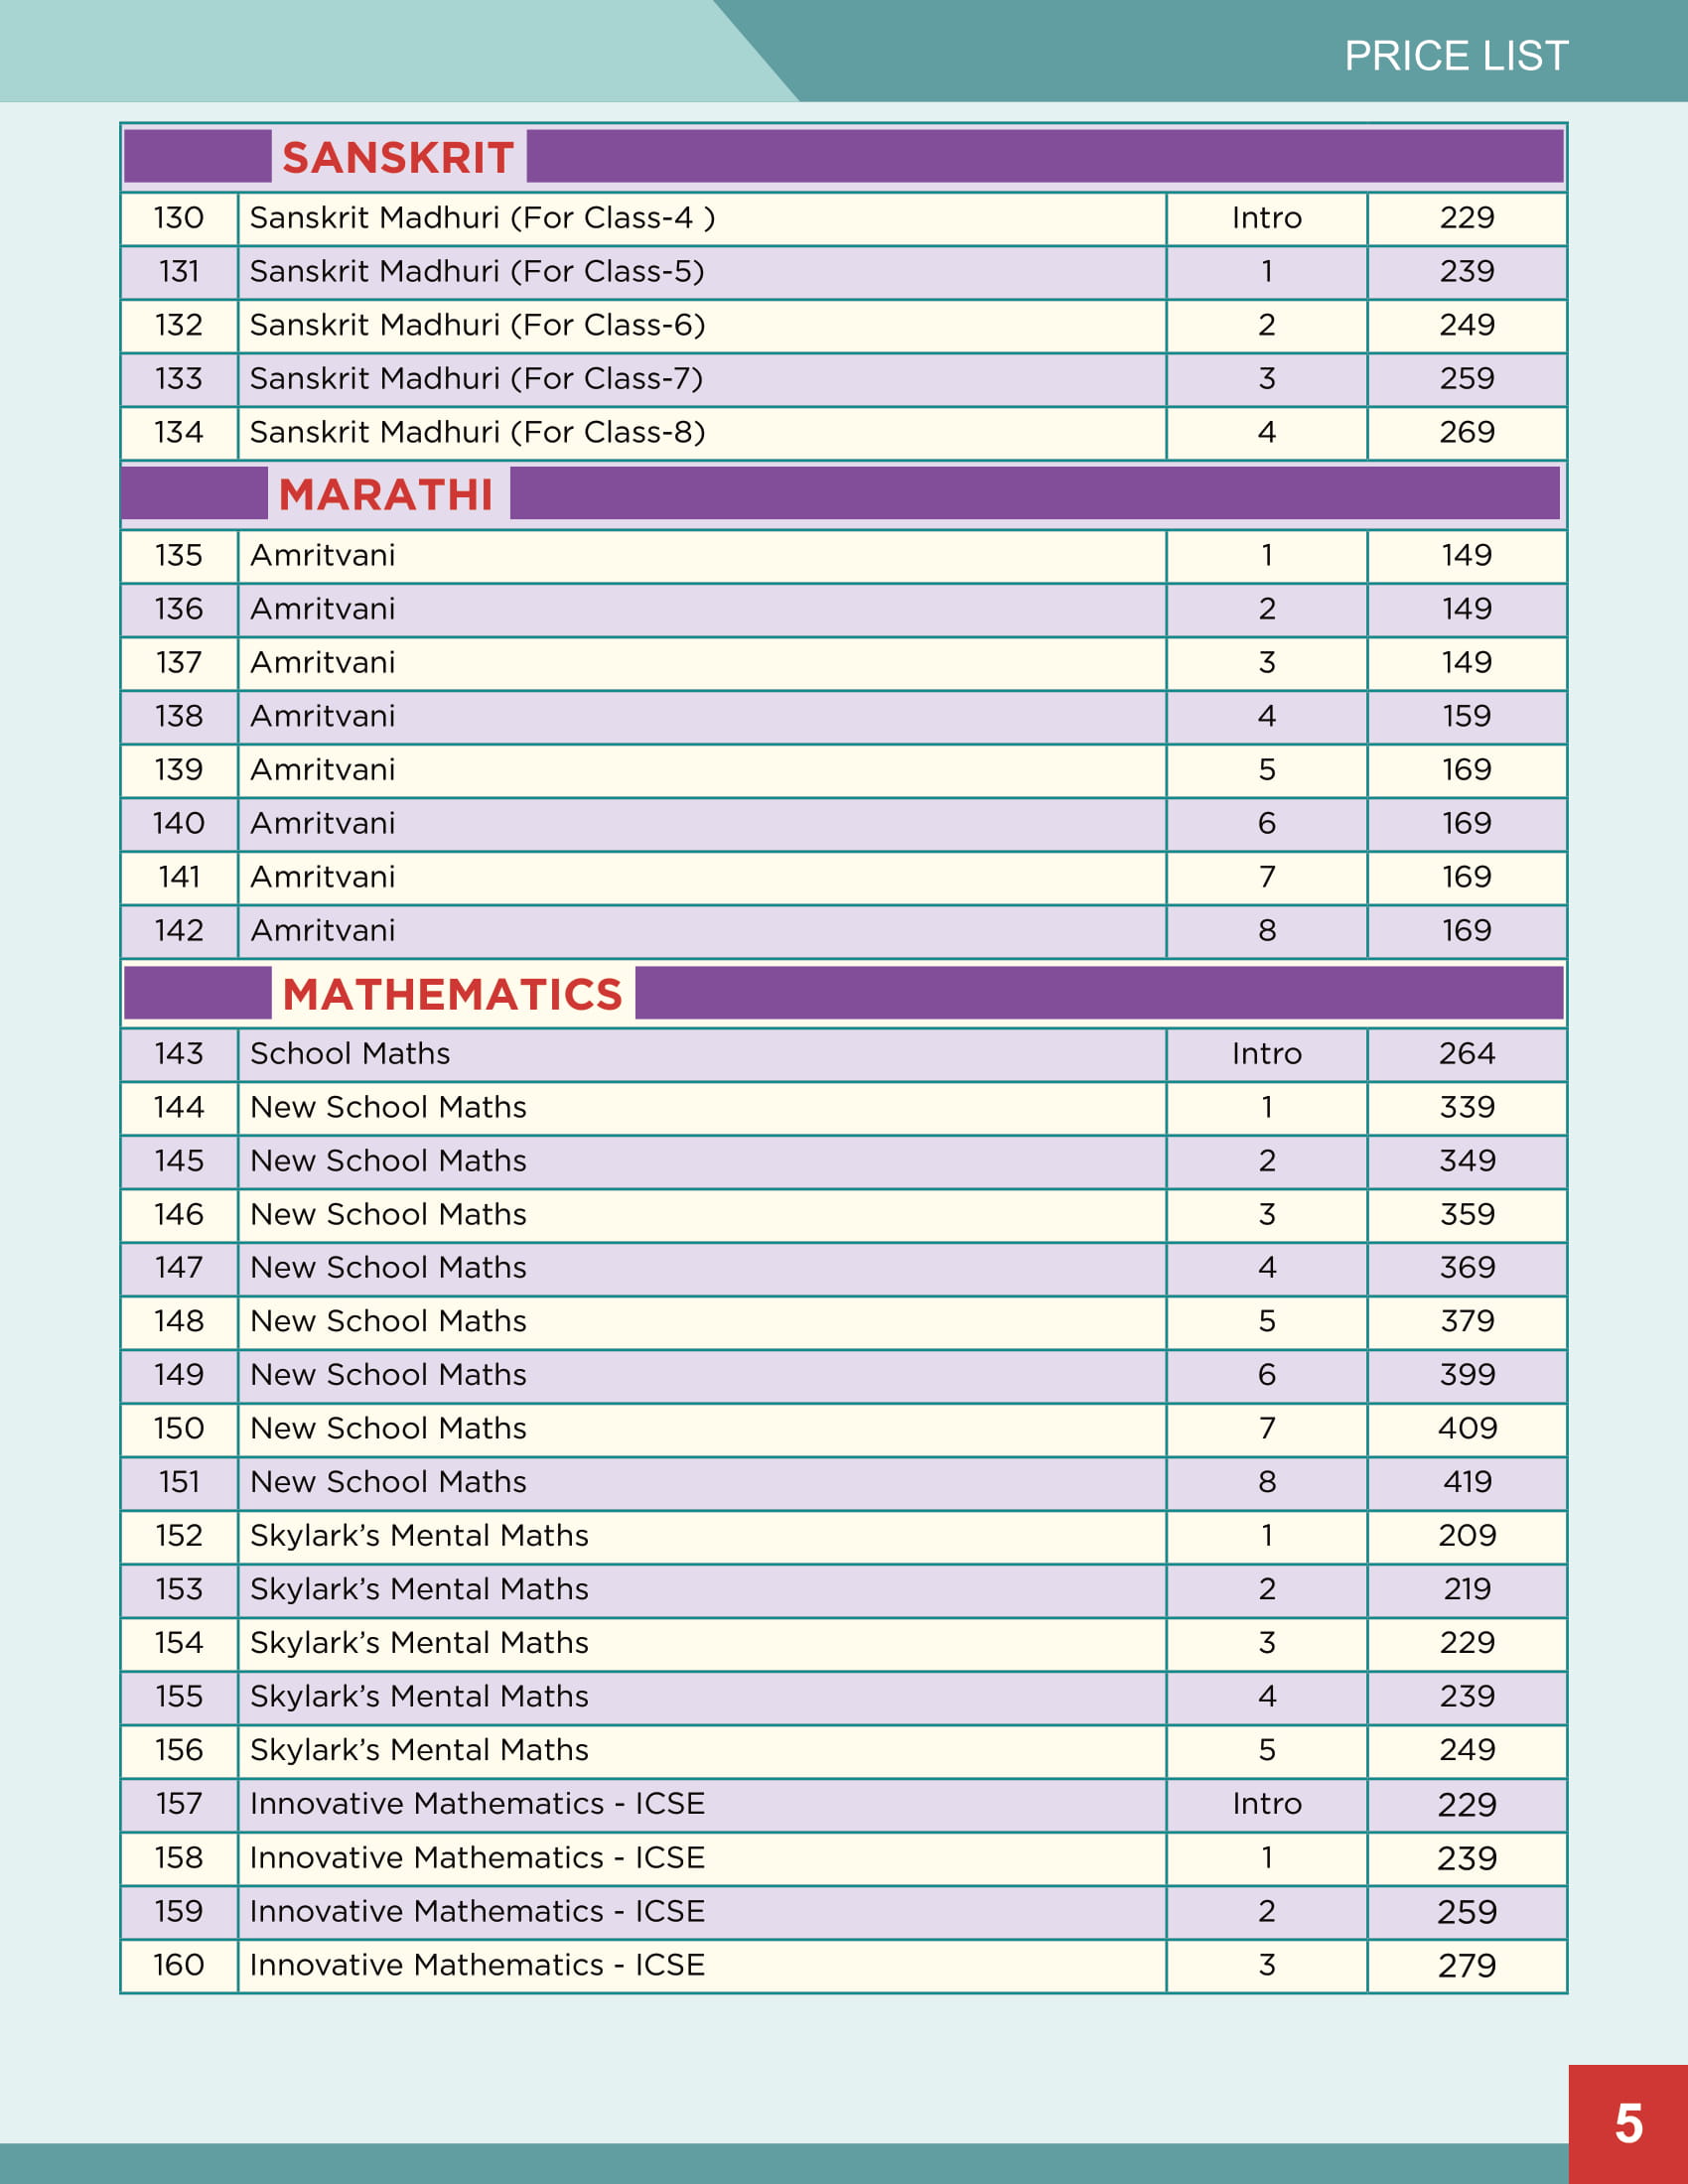 PRICE LIST
SANSKRIT
130 Sanskrit Madhuri (For Class-4 ) Intro 229
131 Sanskrit Madhuri (For Class-5) 1 239
132 Sanskrit Madhuri (For Class-6) 2 249
133 Sanskrit Madhuri (For Class-7) 3 259
134 Sanskrit Madhuri (For Class-8) 4 269
MARATHI
135 Amritvani 1 149
136 Amritvani 2 149
137 Amritvani 3 149
138 Amritvani 4 159
139 Amritvani 5 169
140 Amritvani 6 169
141 Amritvani 7 169
142 Amritvani 8 169
MATHEMATICS
143 School Maths Intro 264
144 New School Maths 1 339
145 New School Maths 2 349
146 New School Maths 3 359
147 New School Maths 4 369
148 New School Maths 5 379
149 New School Maths 6 399
150 New School Maths 7 409
151 New School Maths 8 419
152 Skylark’s Mental Maths 1 209
153 Skylark’s Mental Maths 2 219
154 Skylark’s Mental Maths 3 229
155 Skylark’s Mental Maths 4 239
156 Skylark’s Mental Maths 5 249
157 Innovative Mathematics - ICSE Intro 229
158 Innovative Mathematics - ICSE 1 239
159 Innovative Mathematics - ICSE 2 259
160 Innovative Mathematics - ICSE 3 279
5